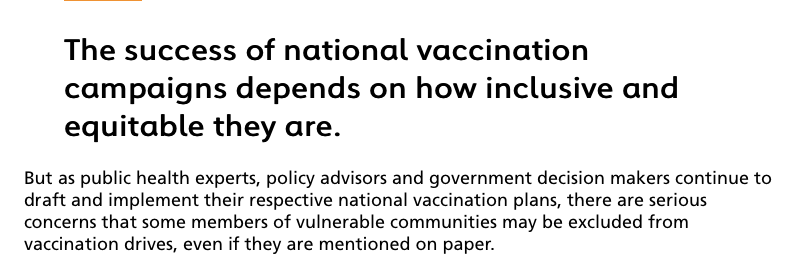 The success of national vaccination
campaigns depends on how inclusive and
equitable they are.
But as public health experts, policy advisors and government decision makers continue to
draft and implement their respective national vaccination plans, there are serious
concerns that some members of vulnerable communities may be excluded from
vaccination drives, even if they are mentioned on paper.